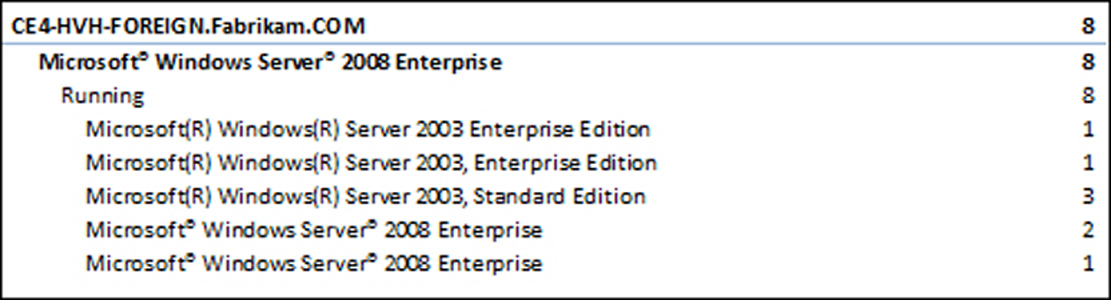 CE4-HVH-FOREIGN.Fabrikam.COM 8
Microsoft® Windows Server® 2008 Enterprise 8
Running 8
Microsoft(R) Windows(R) Server 2003 Enterprise Edition 1
Microsoft(R) Windows(R) Server 2003, Enterprise Edition 1
Microsoft(R) Windows(R) Server 2003, Standard Edition 3
Microsoft® Windows Server® 2008 Enterprise 2
Microsoft® Windows Server® 2008 Enterprise 1